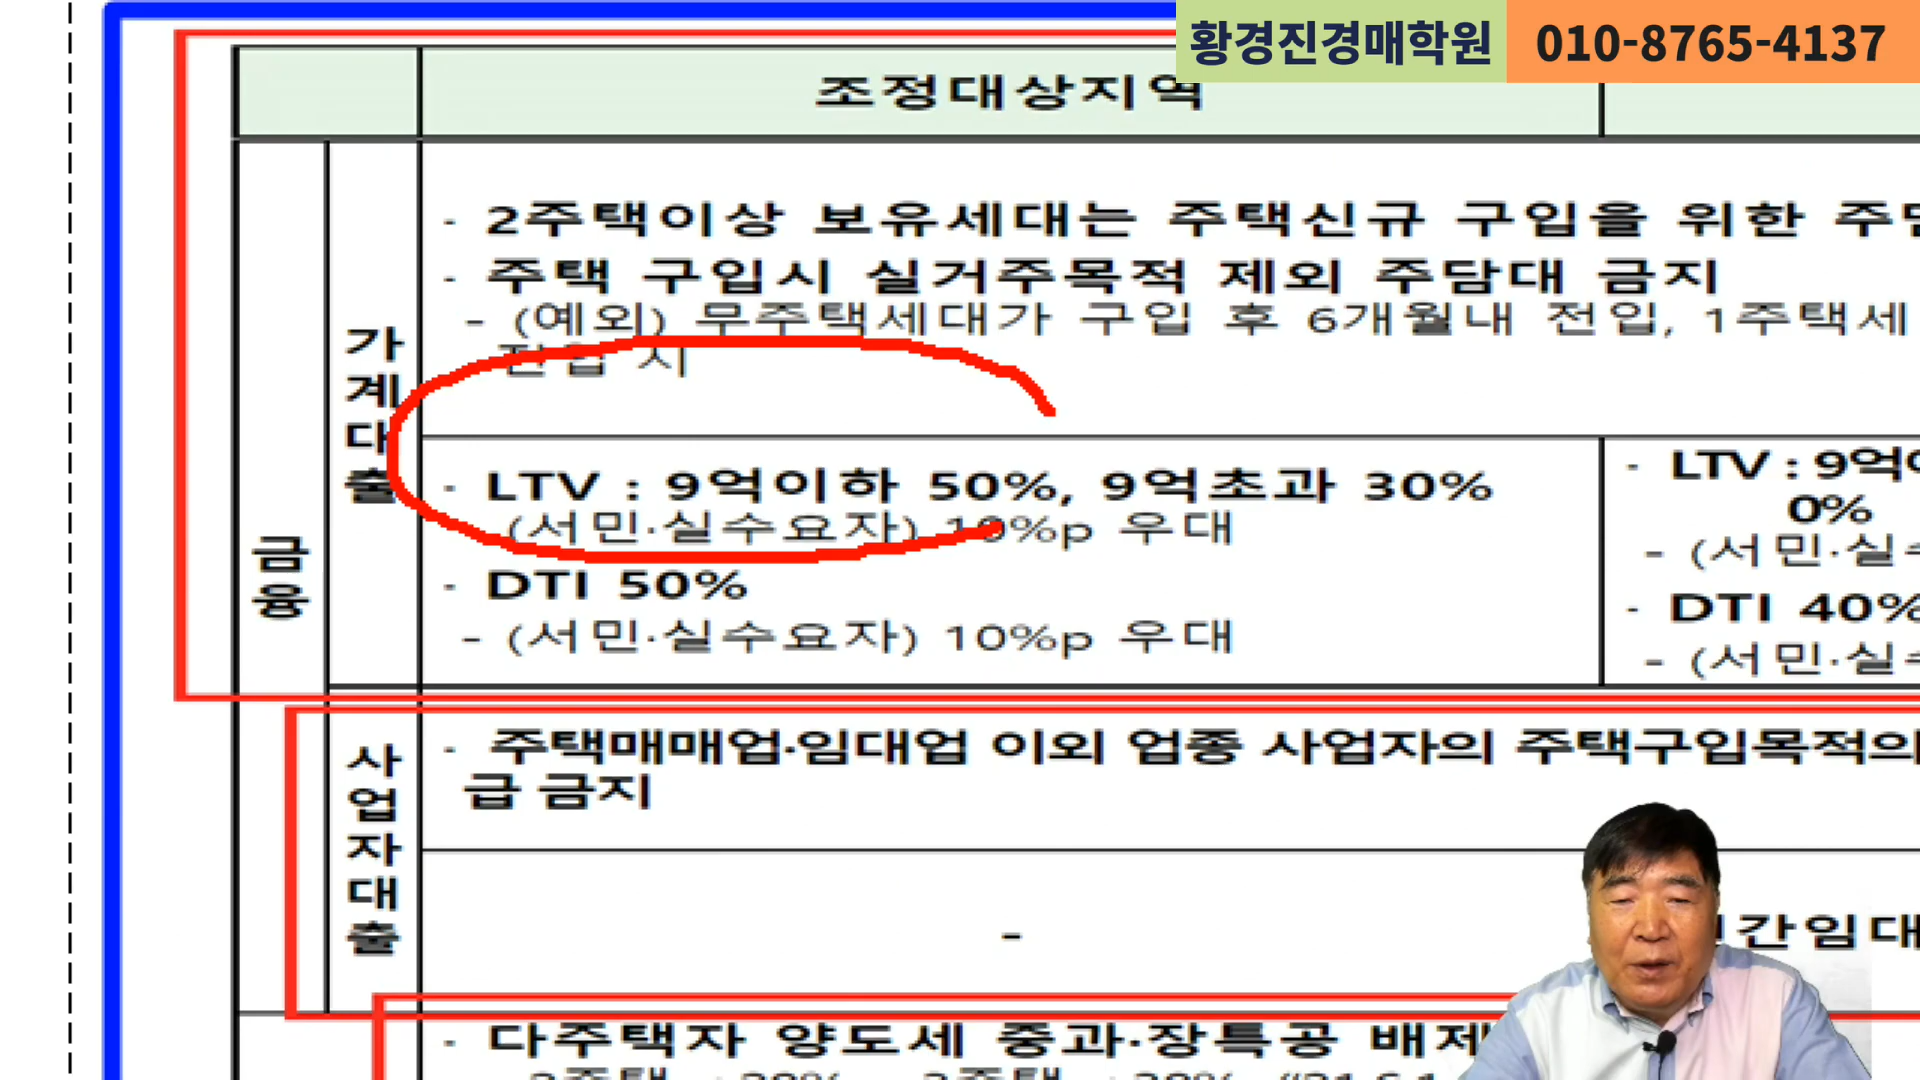 황경진경매학원 010-8765-4137
조정대상지역
금융
가계대출
· 2주택이상 보유세대는 주택신규 구입을 위한
· 주택 구입시 실거주목적 제외 주담대 금지
- (예외) 무주택세대가 구입 후 6개월내 전입, 1주택세
전입 시
· LTV : 9억이하 50%, 9억초과 30%
(서민·실수요자) 10%p 우대
· DTI 50%
- (서민·실수요자) 10%p 우대
· LTV : 9억
0%
- (서민·실
· DTI 40%
- (서민·실
사업자대출
· 주택매매업·임대업 이외 업종 사업자의 주택구입목적의
급 금지
-
간임대
· 다주택자 양도세 중과·장특공 배제